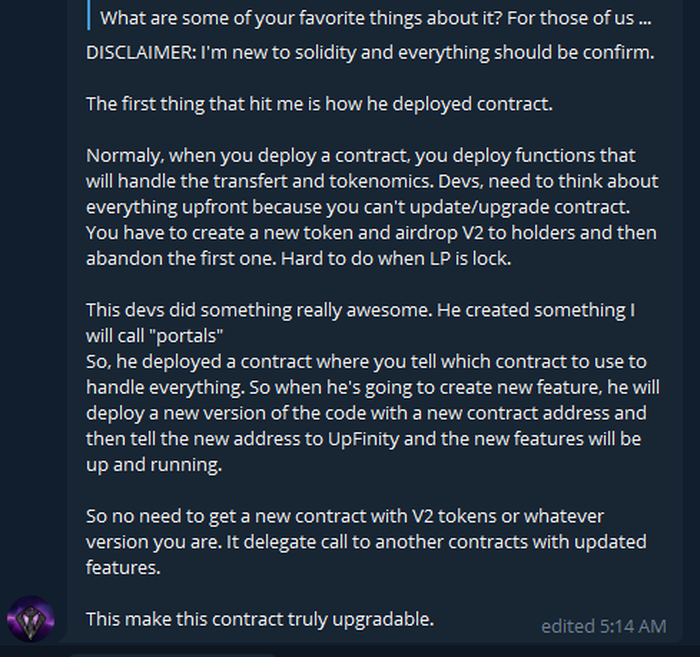 What are some of your favorite things about it? For those of us ...
DISCLAIMER: I'm new to solidity and everything should be confirm.
The first thing that hit me is how he deployed contract.
Normaly, when you deploy a contract, you deploy functions that
will handle the transfert and tokenomics. Devs, need to think about
everything upfront because you can't update/upgrade contract.
You have to create a new token and airdrop V2 to holders and then
abandon the first one. Hard to do when LP is lock.
This devs did something really awesome. He created something I
will call "portals"
So, he deployed a contract where you tell which contract to use to
handle everything. So when he's going to create new feature, he will
deploy a new version of the code with a new contract address and
then tell the new address to UpFinity and the new features will be
up and running.
So no need to get a new contract with V2 tokens or whatever
version you are. It delegate call to another contracts with updated
features.
This make this contract truly upgradable.
edited 5:14 AM